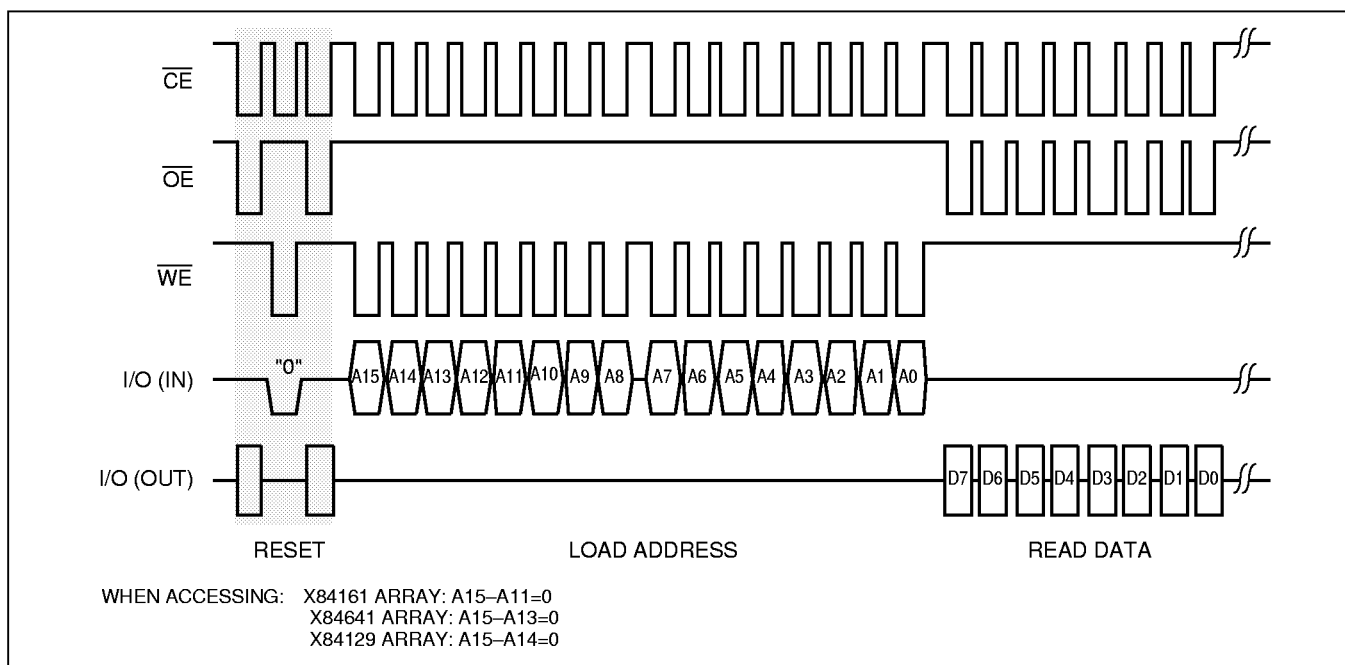 CE
OE
WE
"0"
I/O (IN) A15 A14 A13 A12 A11 A10 A9 A8 A7 A6 A5 A4 A3 A2 A1 A0
I/O (OUT) D7 D6 D5 D4 D3 D2 D1 D0
RESET LOAD ADDRESS READ DATA
WHEN ACCESSING: X84161 ARRAY: A15–A11=0
X84641 ARRAY: A15–A13=0
X84129 ARRAY: A15–A14=0